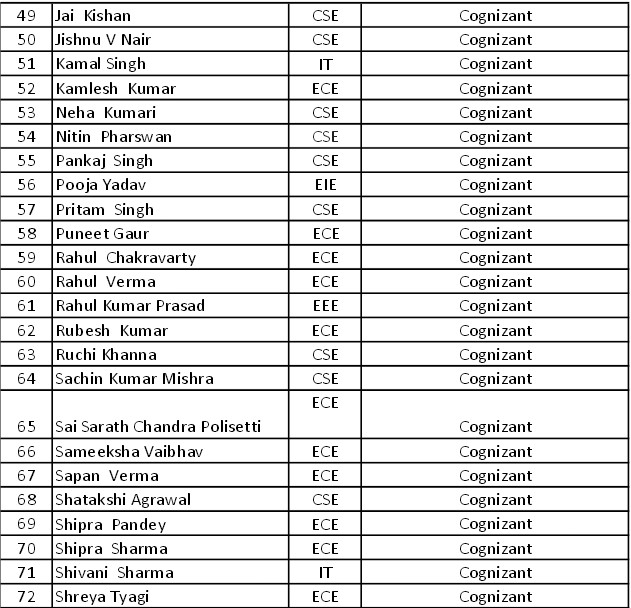 49 Jai Kishan CSE Cognizant
50 Jishnu V Nair CSE Cognizant
51 Kamal Singh IT Cognizant
52 Kamlesh Kumar ECE Cognizant
53 Neha Kumari CSE Cognizant
54 Nitin Pharswan CSE Cognizant
55 Pankaj Singh CSE Cognizant
56 Pooja Yadav EIE Cognizant
57 Pritam Singh CSE Cognizant
58 Puneet Gaur ECE Cognizant
59 Rahul Chakravarty ECE Cognizant
60 Rahul Verma ECE Cognizant
61 Rahul Kumar Prasad EEE Cognizant
62 Rubesh Kumar ECE Cognizant
63 Ruchi Khanna CSE Cognizant
64 Sachin Kumar Mishra CSE Cognizant
ECE
65 Sai Sarath Chandra Polisetti Cognizant
66 Sameeksha Vaibhav ECE Cognizant
67 Sapan Verma ECE Cognizant
68 Shatakshi Agrawal CSE Cognizant
69 Shipra Pandey ECE Cognizant
70 Shipra Sharma ECE Cognizant
71 Shivani Sharma IT Cognizant
72 Shreya Tyagi ECE Cognizant